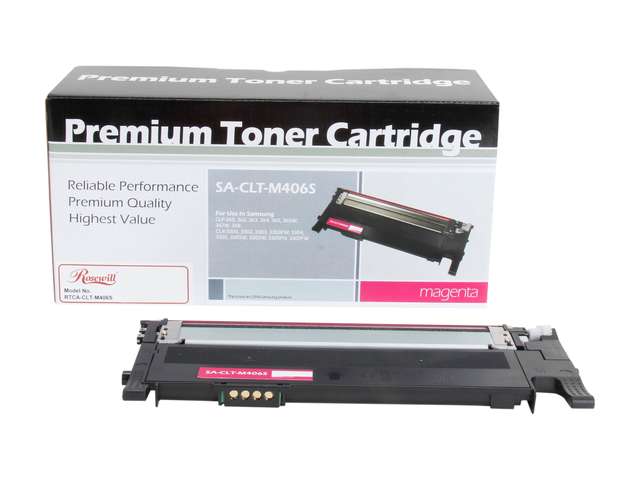 Premium Toner Cartridge
Premium Toner Cartridge
Reliable Performance
Premium Quality
Highest Value
SA-CLT-M406S
For Use In Samsung
Rosewill
Model No.
RTCA-CLT-M406S
magenta
SA-CLT-M406S